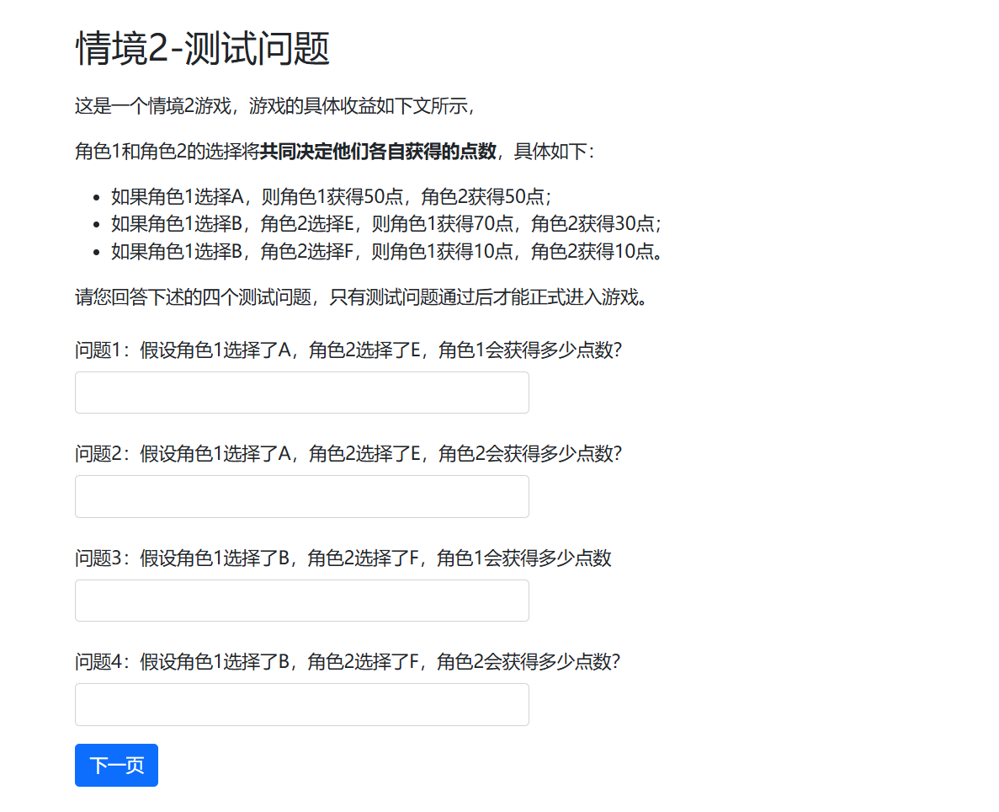 情境2-测试问题
这是一个情境2游戏，游戏的具体收益如下文所示，
角色1和角色2的选择将共同决定他们各自获得的点数，具体如下：
如果角色1选择A，则角色1获得50点，角色2获得50点；
如果角色1选择B，角色2选择E，则角色1获得70点，角色2获得30点；
如果角色1选择B，角色2选择F，则角色1获得10点，角色2获得10点。
请您回答下述的四个测试问题，只有测试问题通过后才能正式进入游戏。
问题1：假设角色1选择了A，角色2选择了E，角色1会获得多少点数？
问题2：假设角色1选择了A，角色2选择了E，角色2会获得多少点数？
问题3：假设角色1选择了B，角色2选择了F，角色1会获得多少点数
问题4：假设角色1选择了B，角色2选择了F，角色2会获得多少点数？
下一页